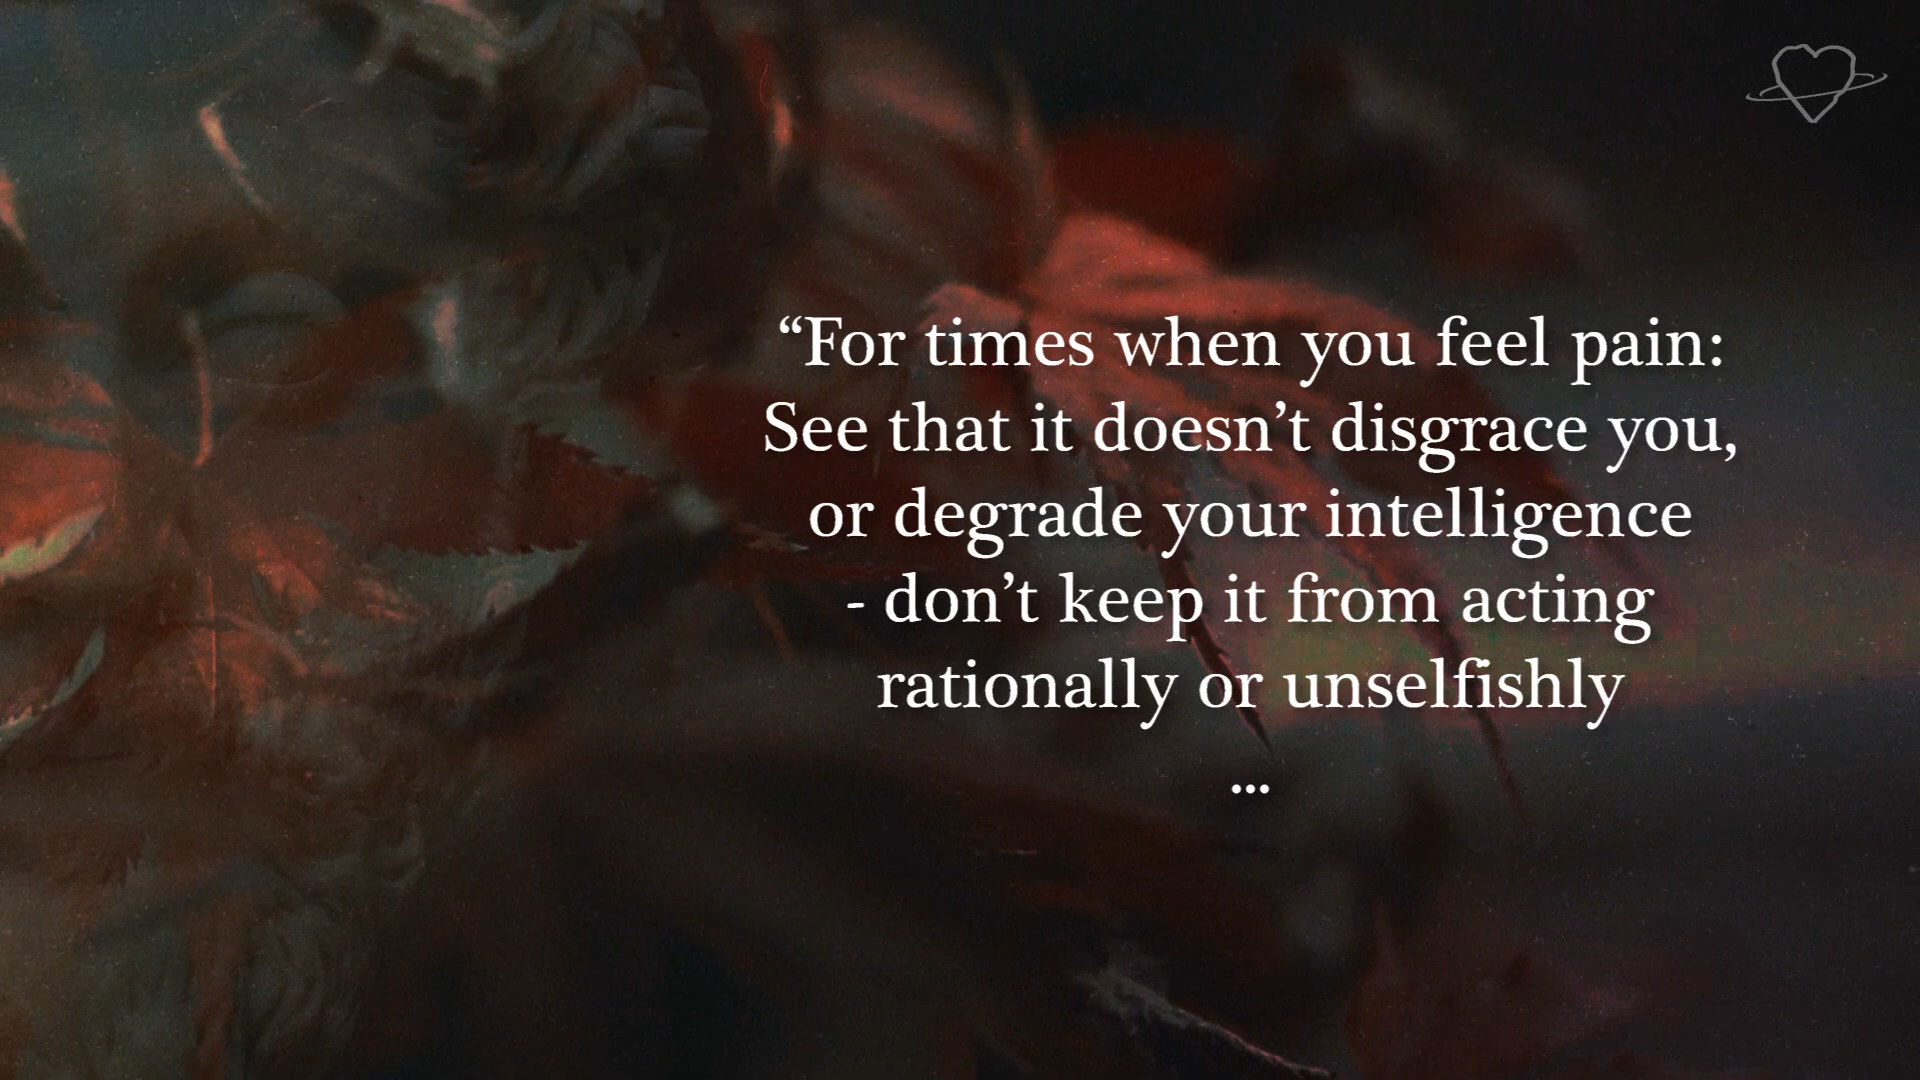 “For times when you feel pain:
See that it doesn’t disgrace you,
or degrade your intelligence
- don’t keep it from acting
rationally or unselfishly
...